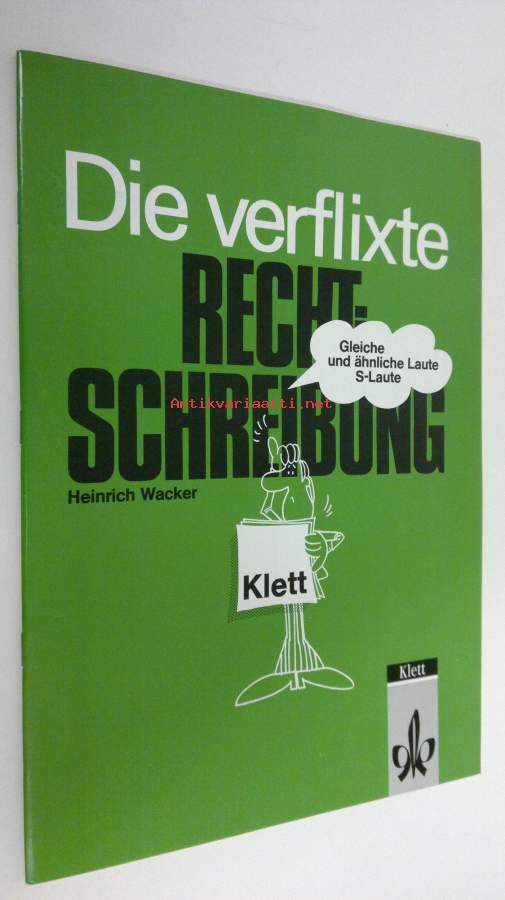 Die verflixte
RECHT-
Gleiche
und ähnliche Laute
S-Laute
Antikvariaatti.net
SCHREIBUNG
Heinrich Wacker
Klett
Klett